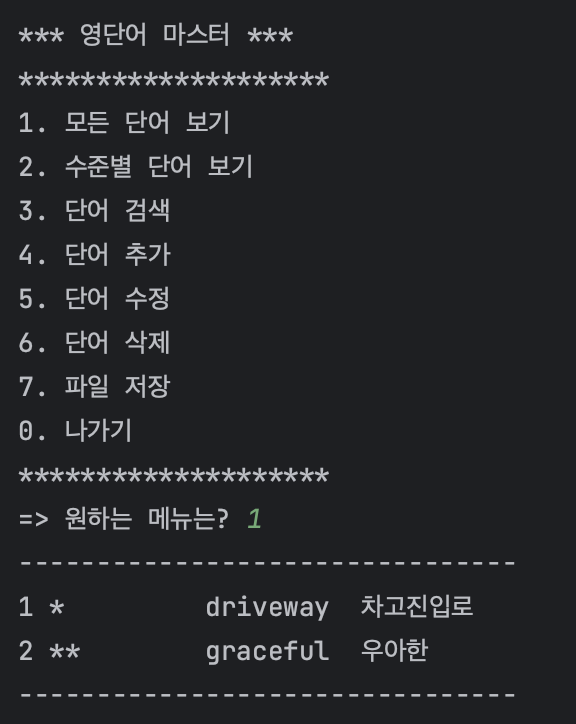 *** 영단어 마스터 ***
********************
1. 모든 단어 보기
2. 수준별 단어 보기
3. 단어 검색
4. 단어 추가
5. 단어 수정
6. 단어 삭제
7. 파일 저장
0. 나가기
********************
=> 원하는 메뉴는? 1
--------------------------------
1 *         driveway  차고진입로
2 **        graceful  우아한
--------------------------------